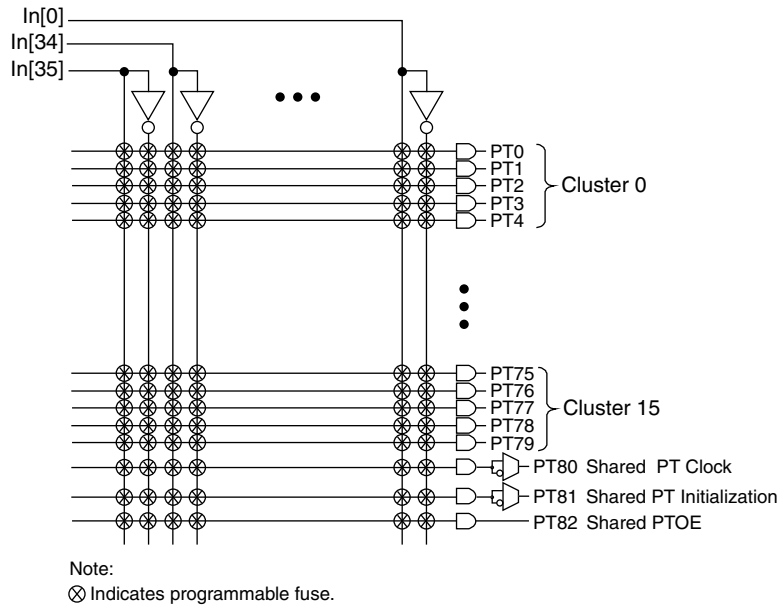 In[0]
In[34]
In[35]
PT0
PT1
PT2
PT3
PT4
Cluster 0
PT75
PT76
PT77
PT78
PT79
Cluster 15
PT80 Shared PT Clock
PT81 Shared PT Initialization
PT82 Shared PTOE
Note:
Indicates programmable fuse.